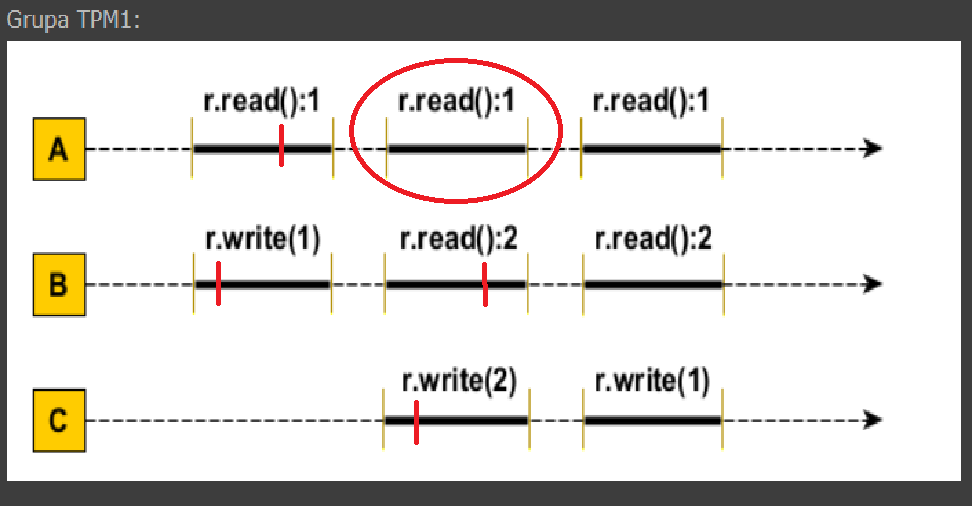 Grupa TPM1:
r.read():1 r.read():1 r.read():1
A
r.write(1) r.read():2 r.read():2
B
r.write(2) r.write(1)
C